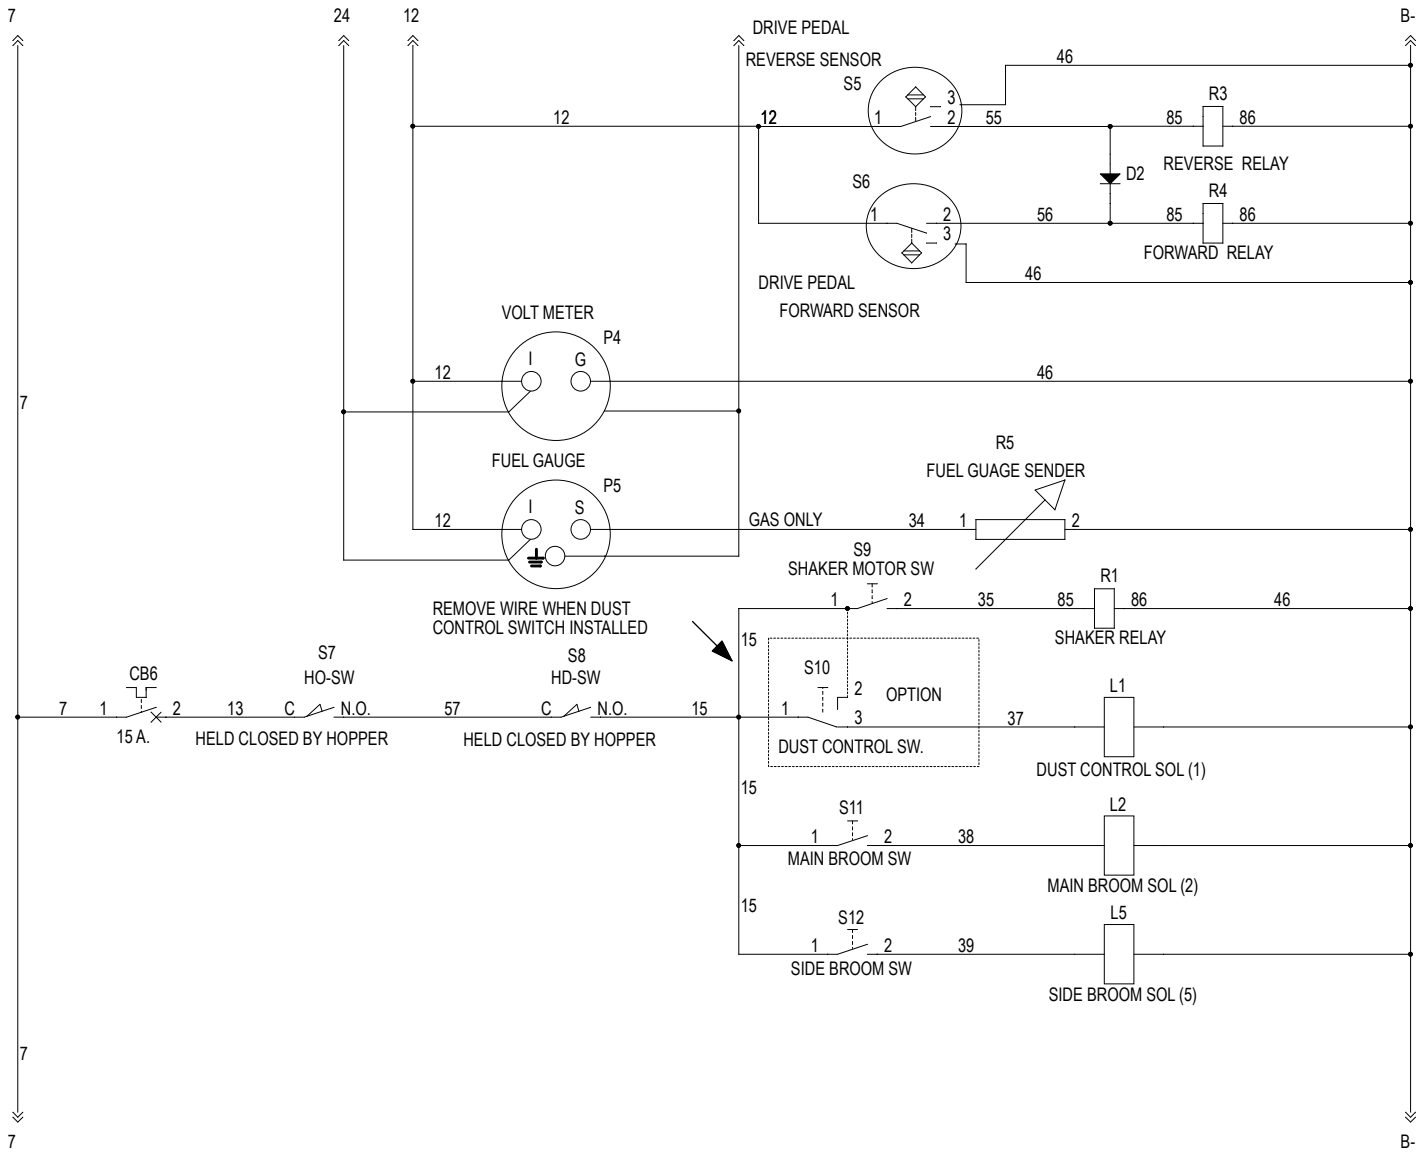 7
24
12
B-
DRIVE PEDAL
REVERSE SENSOR
S5
46
R3
12
12
1
3
2
55
85
86
REVERSE RELAY
D2
S6
R4
1
2
3
56
85
86
FORWARD RELAY
46
DRIVE PEDAL
FORWARD SENSOR
VOLT METER
P4
I
G
12
46
7
R5
FUEL GAUGE
FUEL GUAGE SENDER
P5
I
S
12
GAS ONLY
34
1
2
S9
SHAKER MOTOR SW
R1
1
2
35
85
86
46
SHAKER RELAY
REMOVE WIRE WHEN DUST
CONTROL SWITCH INSTALLED
15
S7
HO-SW
S8
HD-SW
CB6
S10
2
OPTION
L1
7
1
2
13
C
N.O.
57
C
N.O.
15
1
3
37
15 A.
HELD CLOSED BY HOPPER
HELD CLOSED BY HOPPER
DUST CONTROL SW.
DUST CONTROL SOL (1)
15
S11
L2
1
2
38
MAIN BROOM SW
MAIN BROOM SOL (2)
15
S12
L5
1
2
39
SIDE BROOM SW
SIDE BROOM SOL (5)
7
7
B-